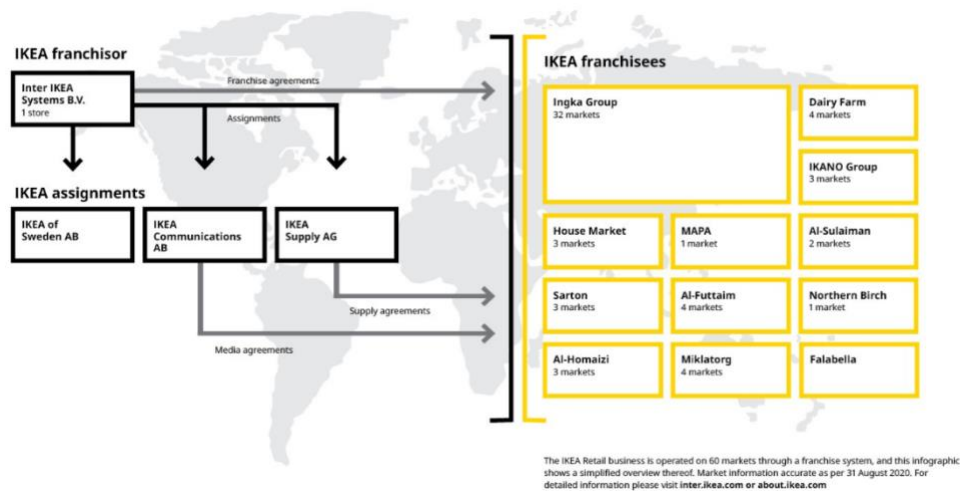 IKEA franchisor
Inter IKEA
Systems B.V.
1 store
Franchise agreements
Assignments
IKEA assignments
IKEA of
Sweden AB
IKEA
Communications
AB
IKEA
Supply AG
Supply agreements
Media agreements
IKEA franchisees
Ingka Group
32 markets
Dairy Farm
4 markets
IKANO Group
3 markets
House Market
3 markets
MAPA
1 market
Al-Sulaiman
2 markets
Sarton
3 markets
Al-Futtaim
4 markets
Northern Birch
1 market
Al-Homaizi
3 markets
Miklatorg
4 markets
Falabella
The IKEA Retail business is operated on 60 markets through a franchise system, and this infographic
shows a simplified overview thereof. Market information accurate as per 31 August 2020. For
detailed information please visit inter.ikea.com or about.ikea.com